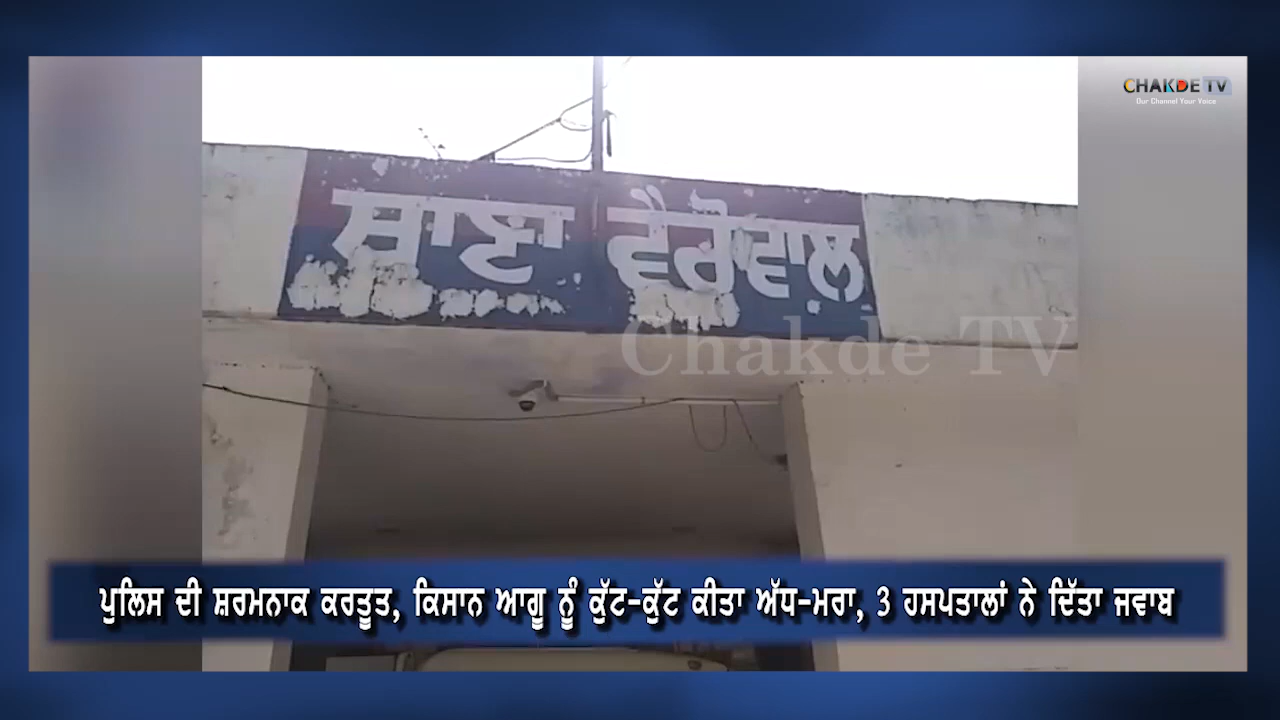 CHAKDE TV
Our Channel Your Voice
ਥਾਣਾ ਵੈਰੋਵਾਲ
Chakde TV
ਪੁਲਿਸ ਦੀ ਸ਼ਰਮਨਾਕ ਕਰਤੂਤ, ਕਿਸਾਨ ਆਗੂ ਨੂੰ ਕੁੱਟ-ਕੁੱਟ ਕੀਤਾ ਅੱਧ-ਮਰਾ, 3 ਹਸਪਤਾਲਾਂ ਨੇ ਦਿੱਤਾ ਜਵਾਬ